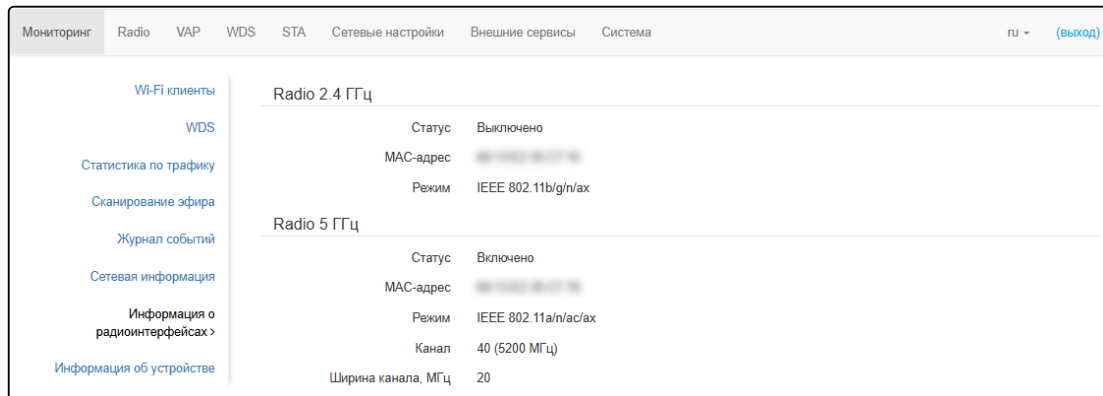 Мониторинг Radio VAP WDS STA Сетевые настройки Внешние сервисы Система ru (выход)
Wi-Fi клиенты
WDS
Статистика по трафику
Сканирование эфира
Журнал событий
Сетевая информация
Информация о
радиоинтерфейсах >
Информация об устройстве
Radio 2.4 ГГц
Статус Выключено
MAC-адрес
Режим IEEE 802.11b/g/n/ax
Radio 5 ГГц
Статус Включено
MAC-адрес
Режим IEEE 802.11a/n/ac/ax
Канал 40 (5200 МГц)
Ширина канала, МГц 20